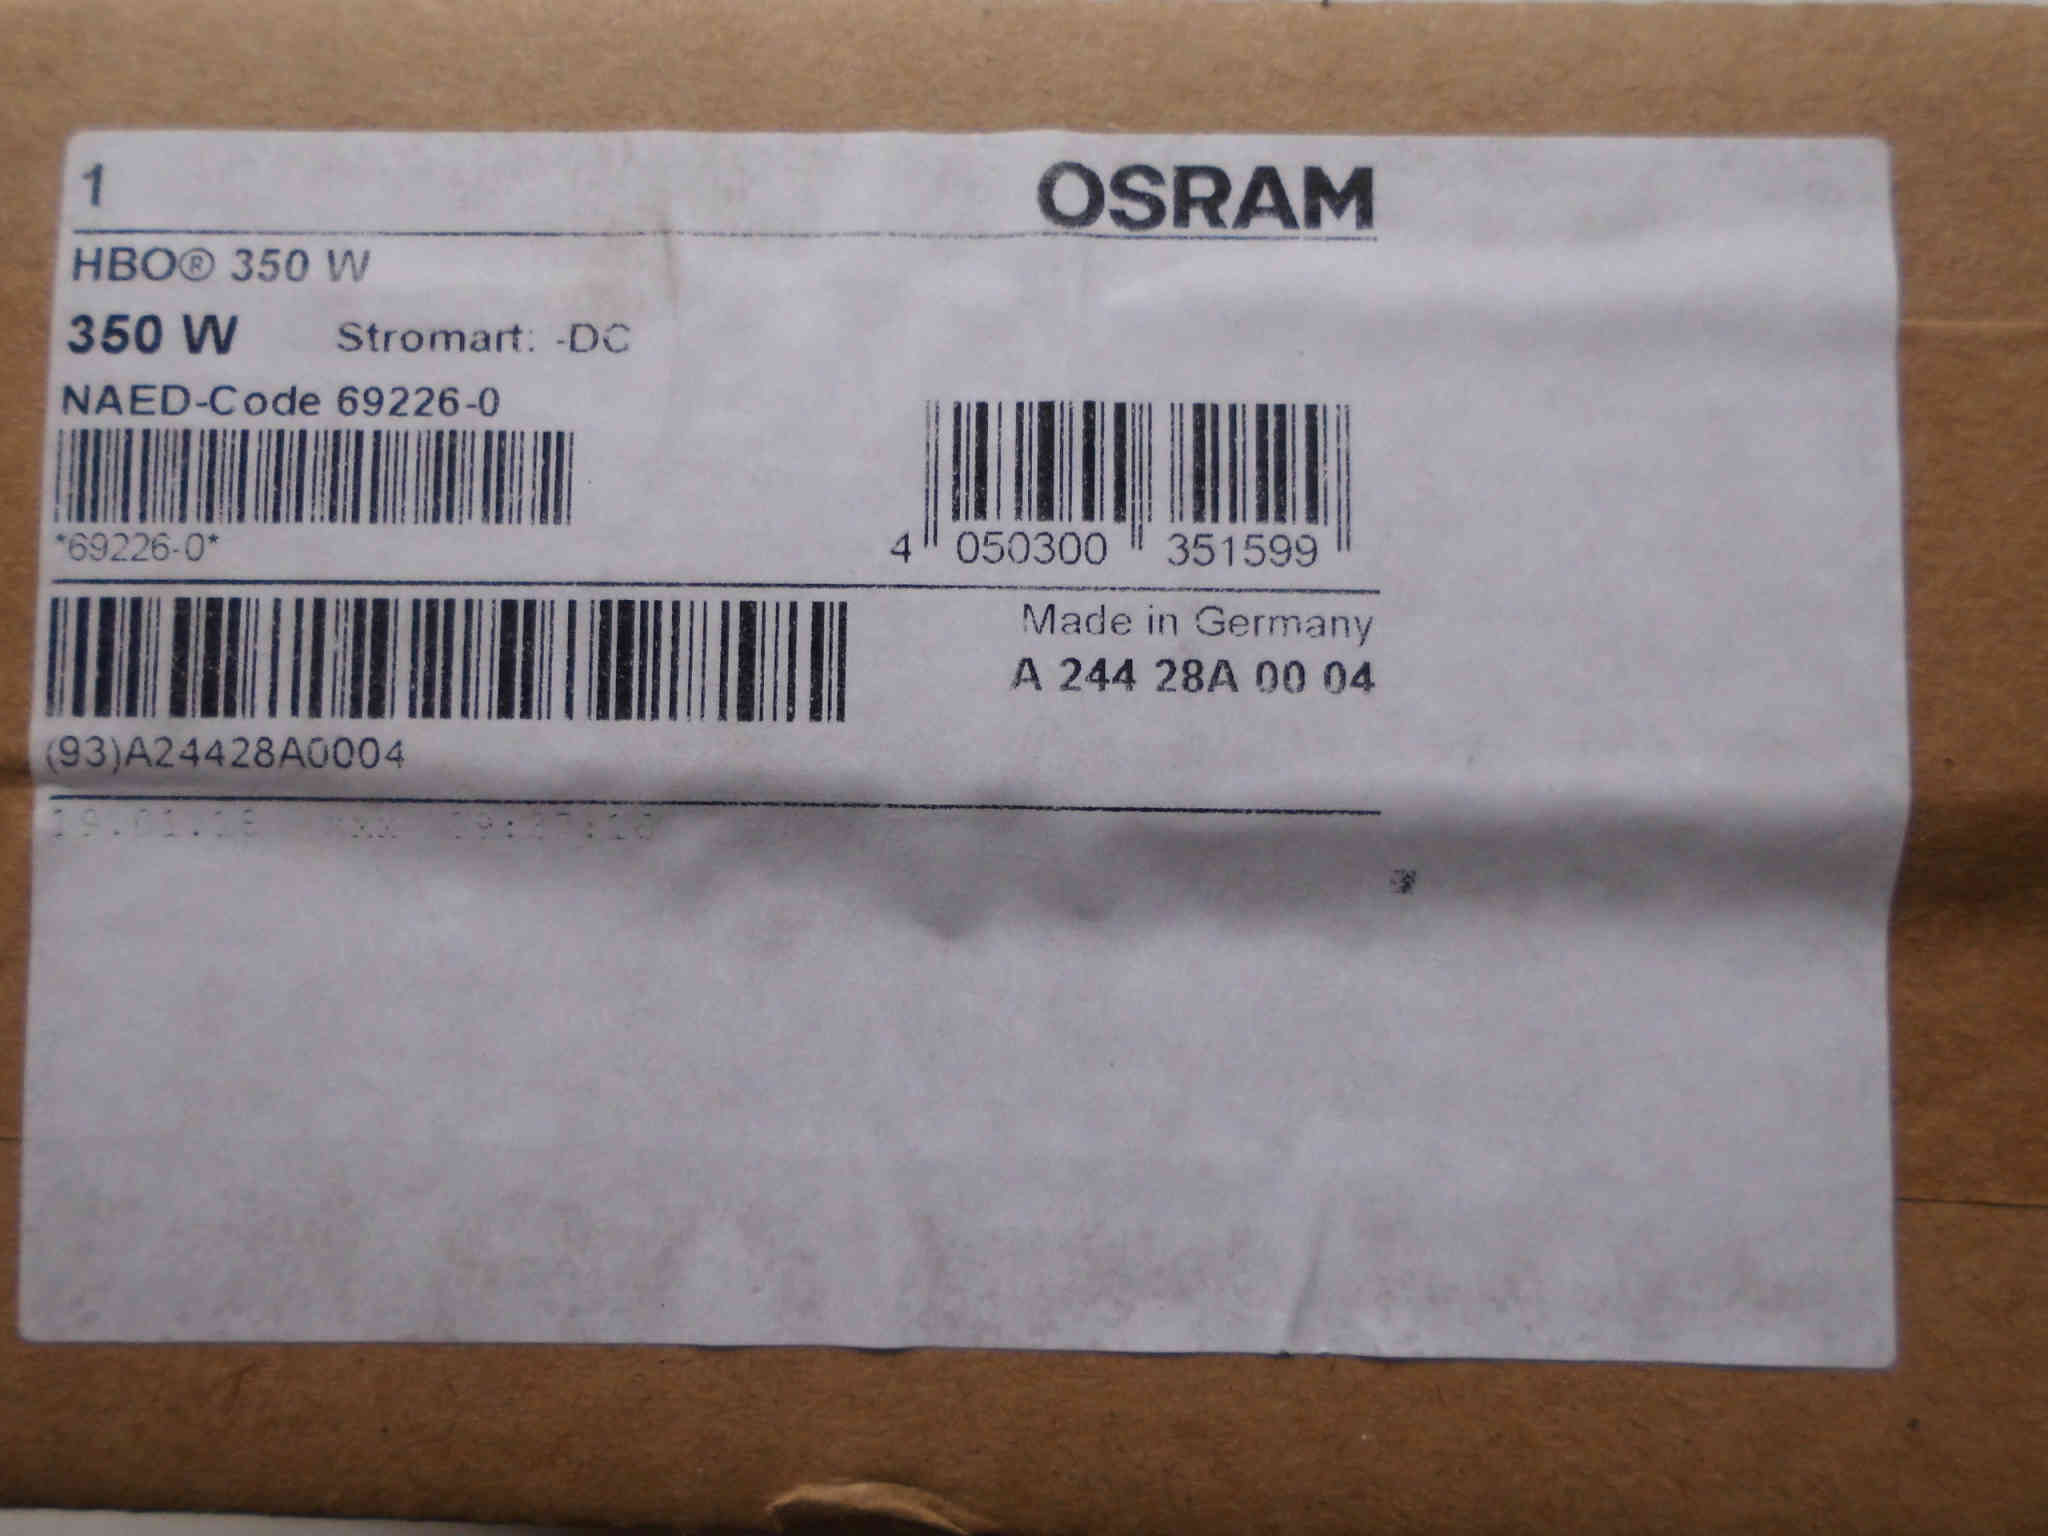 1
OSRAM
HBO® 350 W
350 W Stromart: -DC
NAED-Code 69226-0
*69226-0*
4 050300 351599
Made in Germany
A 244 28A 00 04
(93)A24428A0004